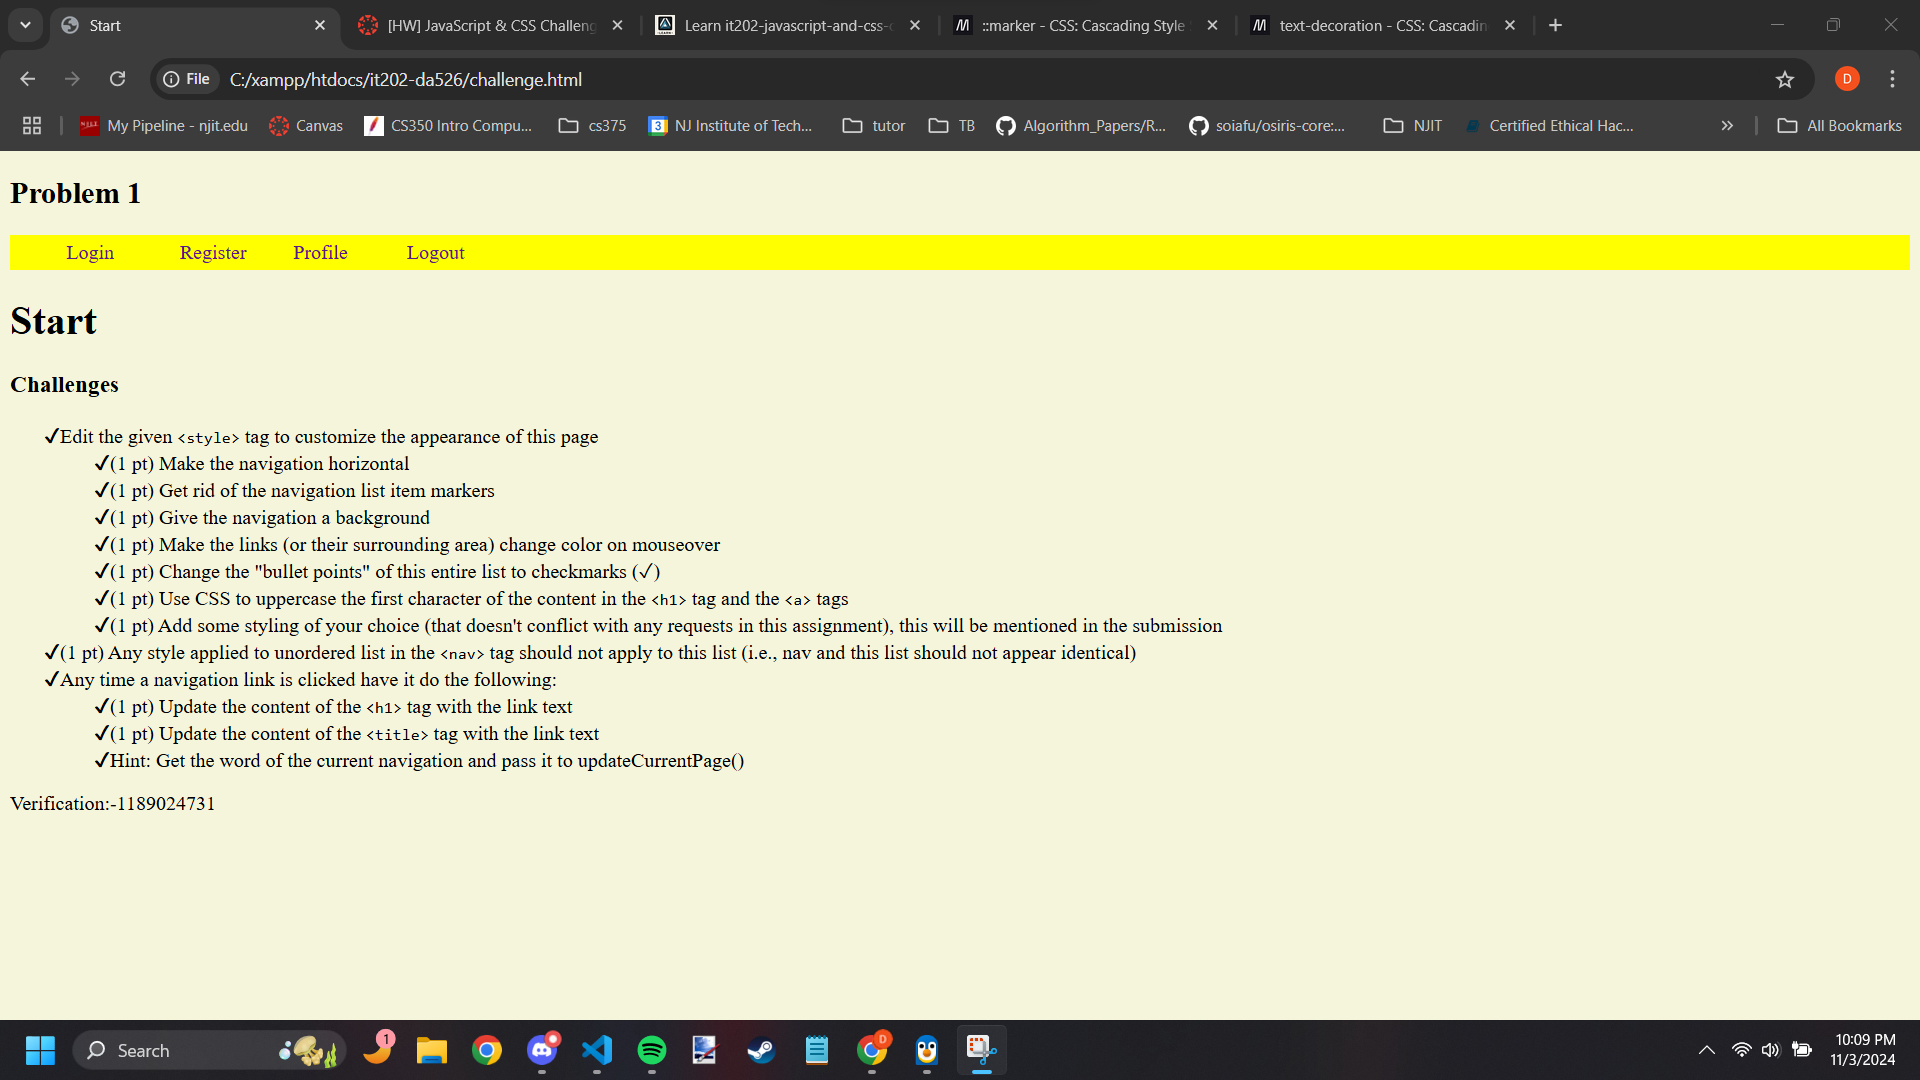 Start
[HW] JavaScript & CSS Challeng
Learn it202-javascript-and-css-c
::marker - CSS: Cascading Style
text-decoration - CSS: Cascadin
File C:/xampp/htdocs/it202-da526/challenge.html
D
My Pipeline - njit.edu
Canvas
CS350 Intro Compu...
cs375
NJ Institute of Tech...
tutor
TB
Algorithm_Papers/R...
soiafu/osiris-core:...
NJIT
Certified Ethical Hac...
All Bookmarks
Problem 1
Login Register Profile Logout
Start
Challenges
✔Edit the given <style> tag to customize the appearance of this page
✔(1 pt) Make the navigation horizontal
✔(1 pt) Get rid of the navigation list item markers
✔(1 pt) Give the navigation a background
✔(1 pt) Make the links (or their surrounding area) change color on mouseover
✔(1 pt) Change the "bullet points" of this entire list to checkmarks (✓)
✔(1 pt) Use CSS to uppercase the first character of the content in the <h1> tag and the <a> tags
✔(1 pt) Add some styling of your choice (that doesn't conflict with any requests in this assignment), this will be mentioned in the submission
✔(1 pt) Any style applied to unordered list in the <nav> tag should not apply to this list (i.e., nav and this list should not appear identical)
✔Any time a navigation link is clicked have it do the following:
✔(1 pt) Update the content of the <h1> tag with the link text
✔(1 pt) Update the content of the <title> tag with the link text
✔Hint: Get the word of the current navigation and pass it to updateCurrentPage()
Verification:-1189024731
Search
1
D
10:09 PM
11/3/2024